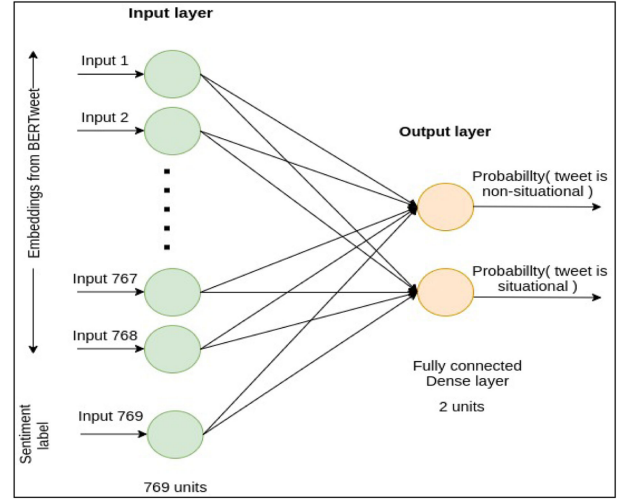 Input layer
Input 1
Input 2
Embeddings from BERTweet
Input 767
Input 768
Input 769
Sentiment
label
769 units
Output layer
Probabillty( tweet is
non-situational )
Probabillty( tweet is
situational )
Fully connected
Dense layer
2 units